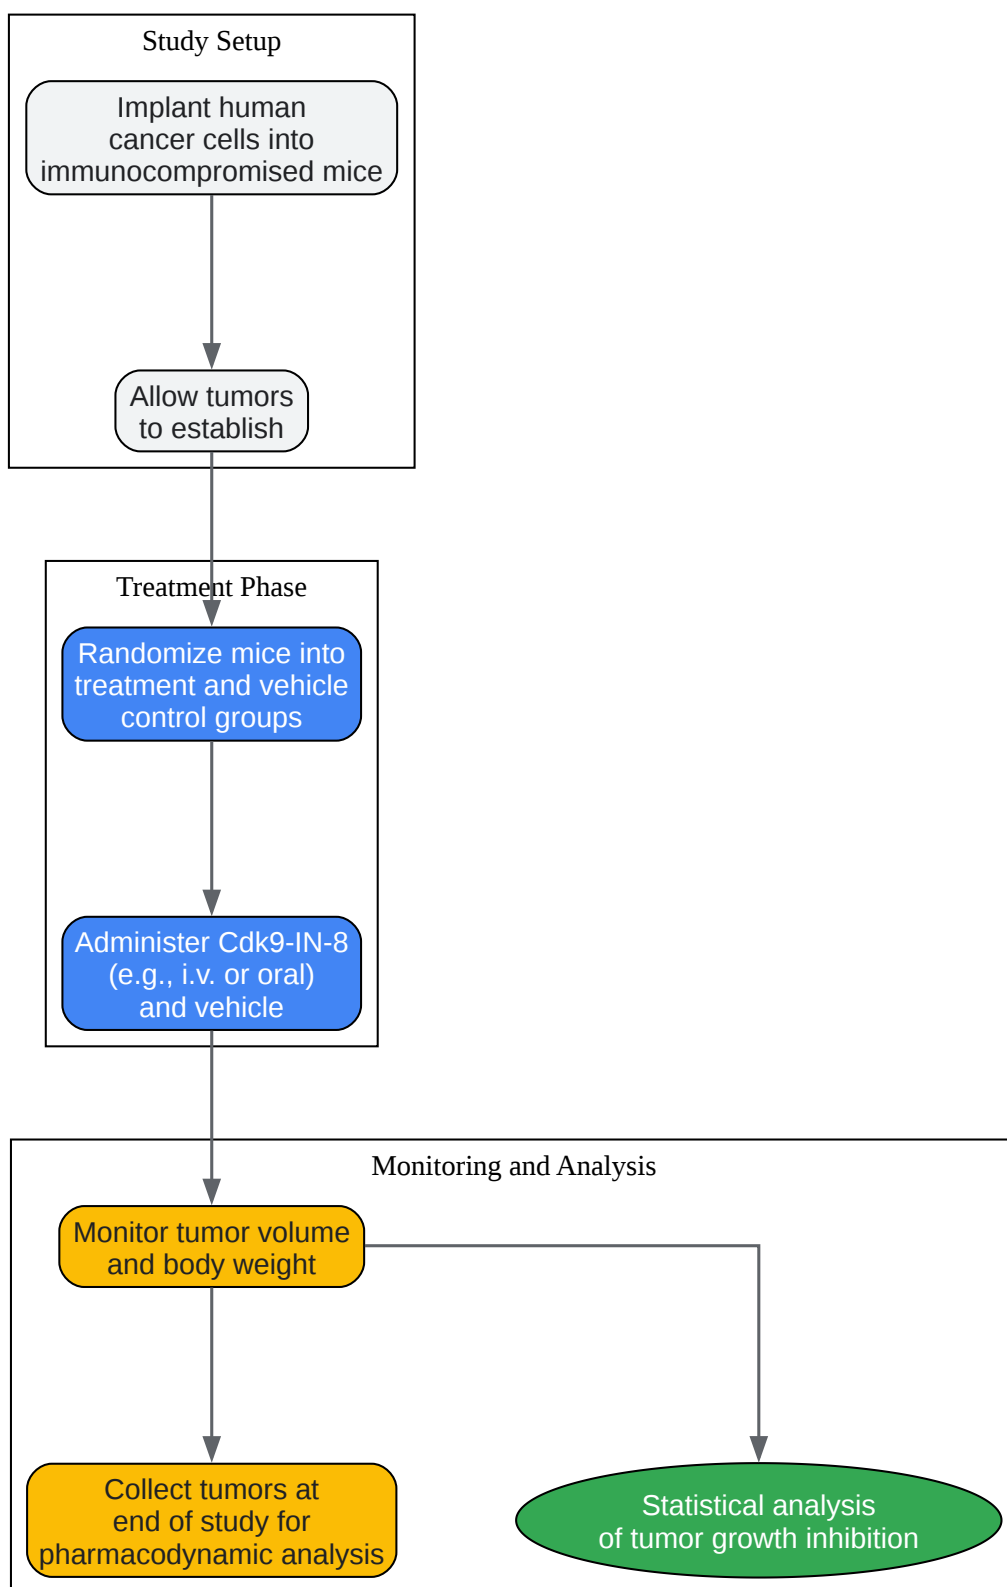 Study Setup
Implant human
cancer cells into
immunocompromised mice
Allow tumors
to establish
Treatment Phase
Randomize mice into
treatment and vehicle
control groups
Administer Cdk9-IN-8
(e.g., i.v. or oral)
and vehicle
Monitoring and Analysis
Monitor tumor volume
and body weight
Collect tumors at
end of study for
pharmacodynamic analysis
Statistical analysis
of tumor growth inhibition